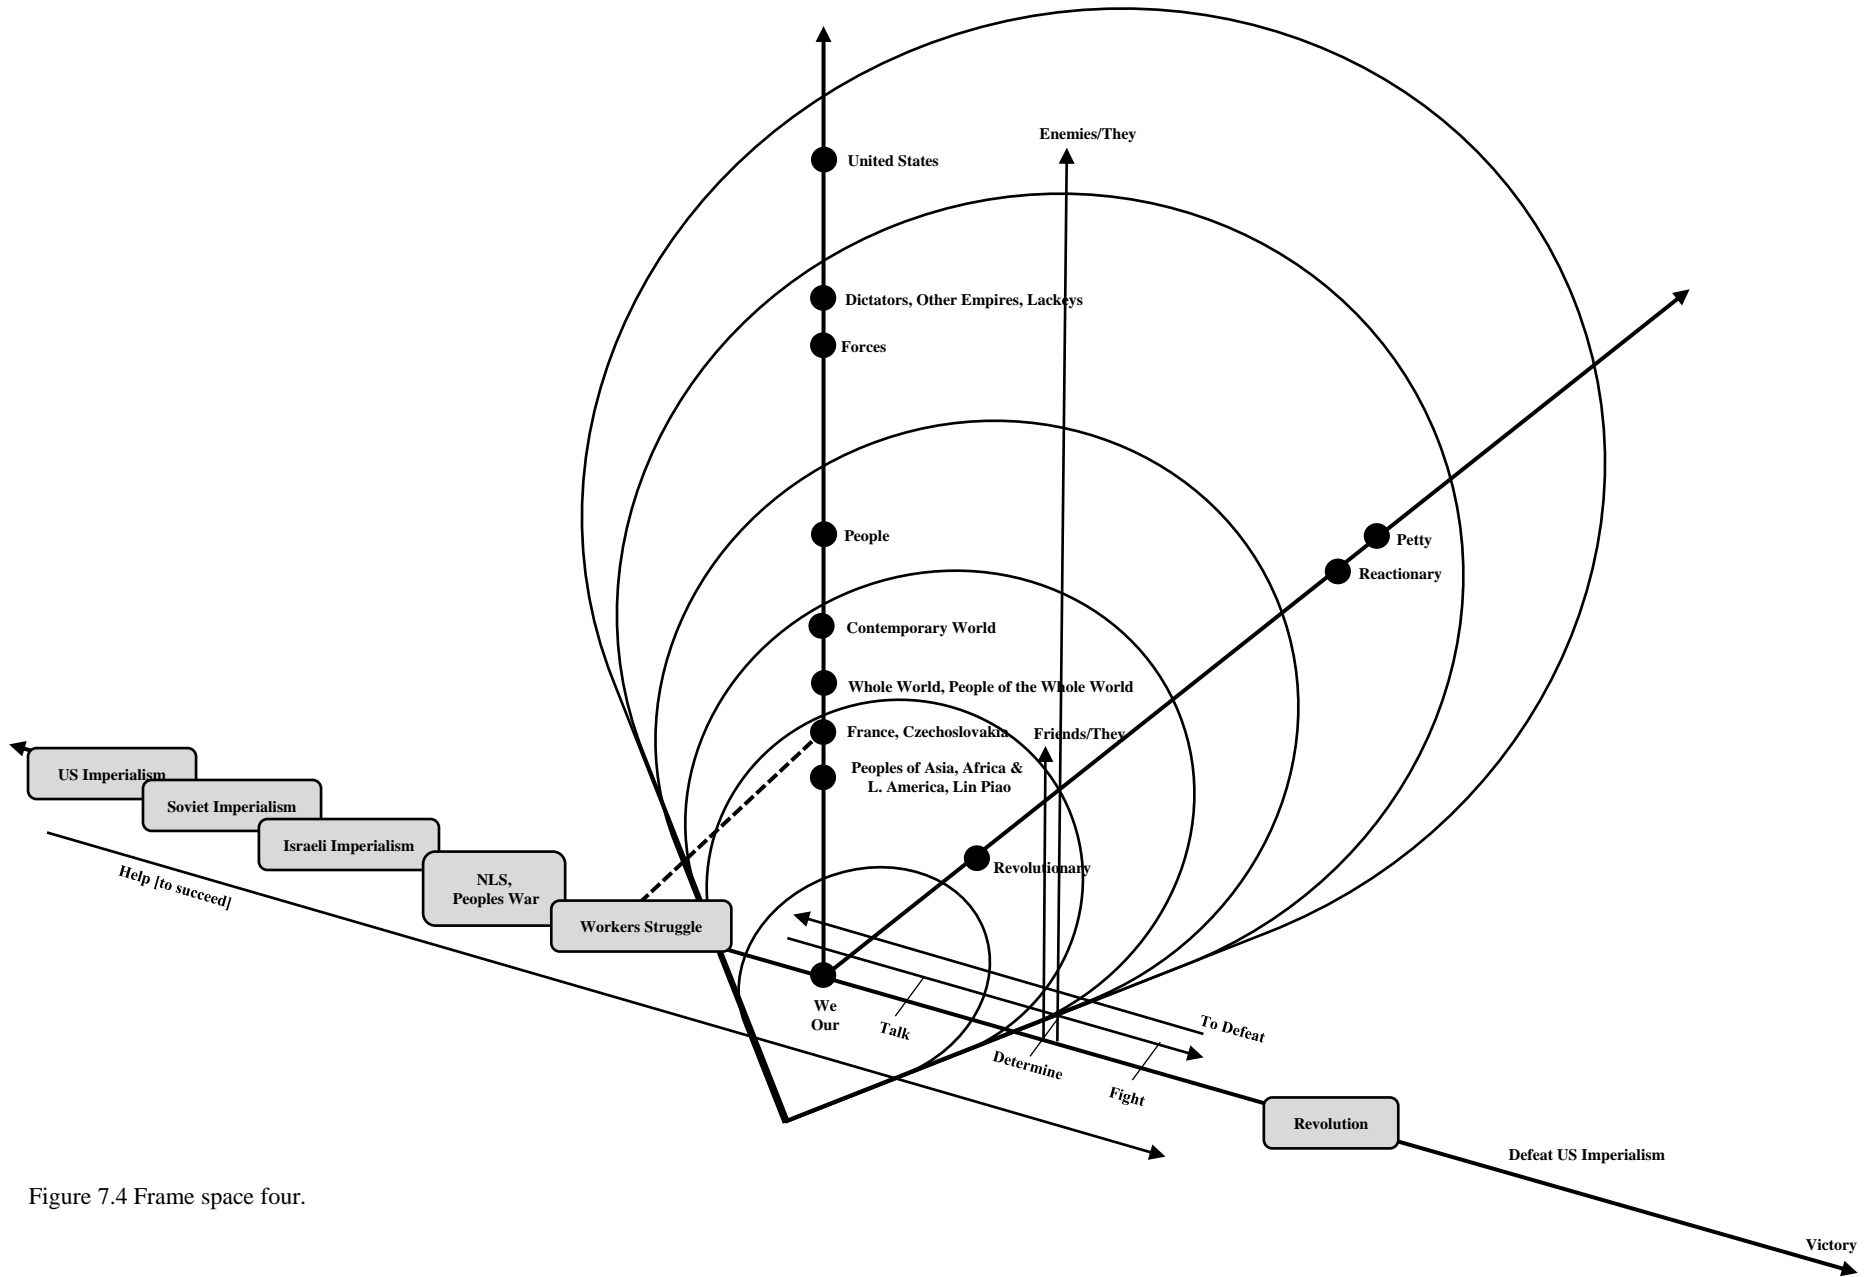 Enemies/They
United States
Dictators, Other Empires, Lackeys
Forces
People
Petty
Reactionary
Contemporary World
Whole World, People of the Whole World
France, Czechoslovakia
Friends/They
Peoples of Asia, Africa &
L. America, Lin Piao
US Imperialism
Soviet Imperialism
Israeli Imperialism
Help [to succeed]
NLS,
Peoples War
Revolutionary
Workers Struggle
We
Our
Talk
To Defeat
Determine
Fight
Revolution
Defeat US Imperialism
Figure 7.4 Frame space four.
Victory